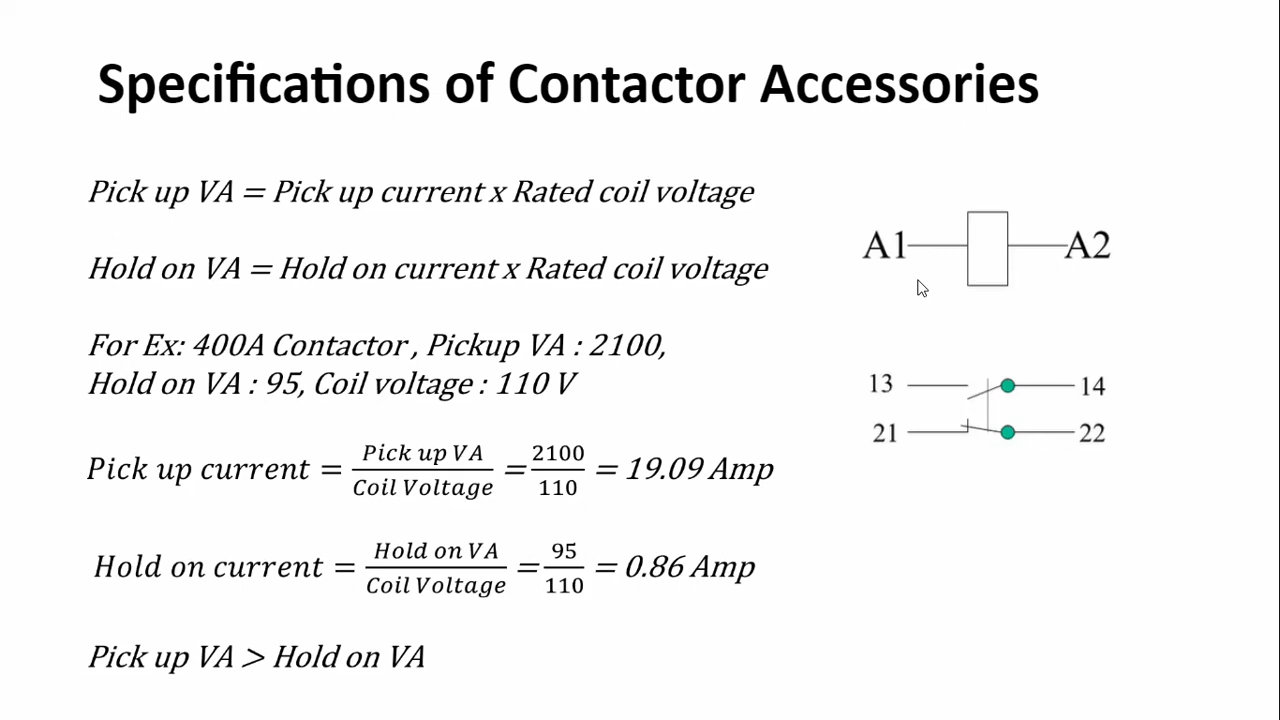 Specifications of Contactor Accessories
Pick up VA = Pick up current x Rated coil voltage
Hold on VA = Hold on current x Rated coil voltage
For Ex: 400A Contactor , Pickup VA : 2100,
Hold on VA : 95, Coil voltage : 110 V
Pick up current = Pick up VA / Coil Voltage = 2100 / 110 = 19.09 Amp
Hold on current = Hold on VA / Coil Voltage = 95 / 110 = 0.86 Amp
Pick up VA > Hold on VA
A1 A2
13 14
21 22